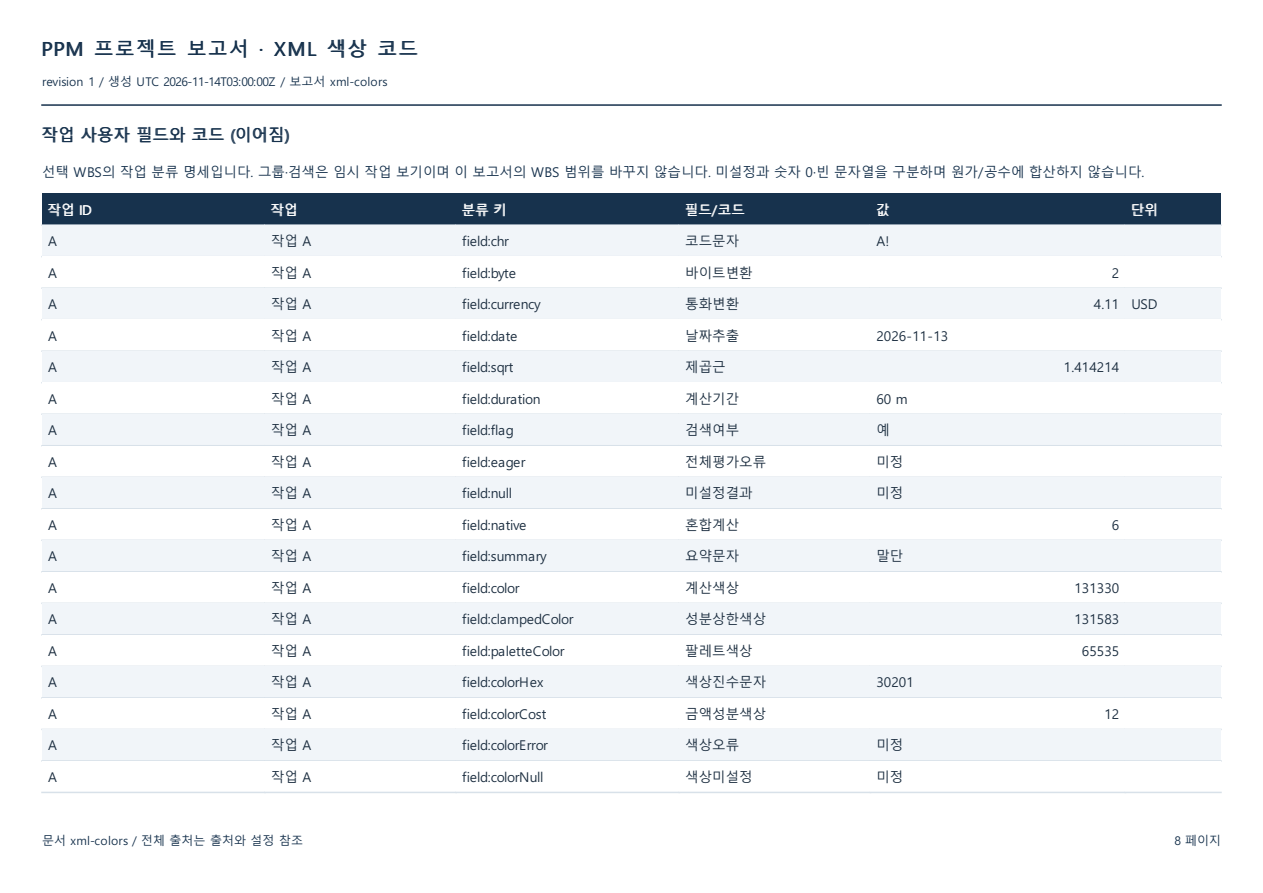 PPM 프로젝트 보고서 · XML 색상 코드
revision 1 / 생성 UTC 2026-11-14T03:00:00Z / 보고서 xml-colors
작업 사용자 필드와 코드 (이어짐)
선택 WBS의 작업 분류 명세입니다. 그룹·검색은 임시 작업 보기이며 이 보고서의 WBS 범위를 바꾸지 않습니다. 미설정과 숫자 0·빈 문자열을 구분하며 원가/공수에 합산하지 않습니다.
작업 ID 작업 분류 키 필드/코드 값 단위
A 작업 A field:chr 코드문자 A!
A 작업 A field:byte 바이트변환 2
A 작업 A field:currency 통화변환 4.11 USD
A 작업 A field:date 날짜추출 2026-11-13
A 작업 A field:sqrt 제곱근 1.414214
A 작업 A field:duration 계산기간 60 m
A 작업 A field:flag 검색여부 예
A 작업 A field:eager 전체평가오류 미정
A 작업 A field:null 미설정결과 미정
A 작업 A field:native 혼합계산 6
A 작업 A field:summary 요약문자 말단
A 작업 A field:color 계산색상 131330
A 작업 A field:clampedColor 성분상한색상 131583
A 작업 A field:paletteColor 팔레트색상 65535
A 작업 A field:colorHex 색상진수문자 30201
A 작업 A field:colorCost 금액성분색상 12
A 작업 A field:colorError 색상오류 미정
A 작업 A field:colorNull 색상미설정 미정
문서 xml-colors / 전체 출처는 출처와 설정 참조
8 페이지